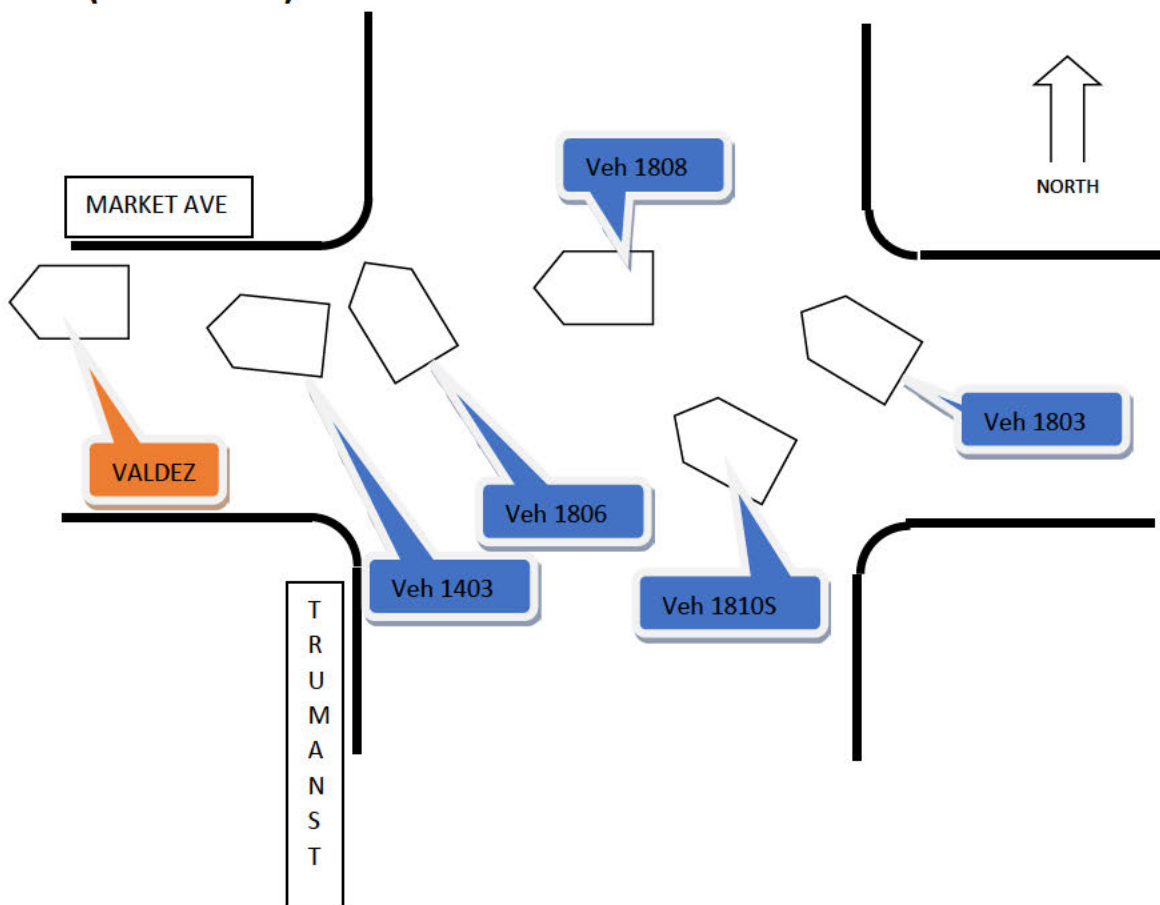 Veh 1808
MARKET AVE
NORTH
Veh 1803
VALDEZ
Veh 1806
Veh 1403
Veh 1810S
T
R
U
M
A
N
S
T